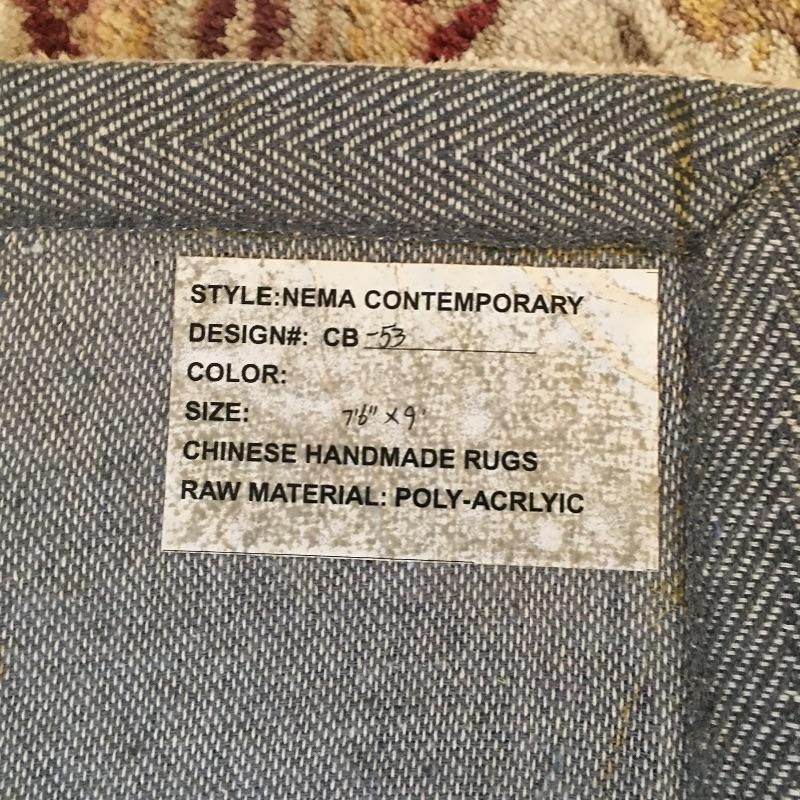 STYLE:NEMA CONTEMPORARY
DESIGN#: CB -53
COLOR:
SIZE: 7'6" x 9'
CHINESE HANDMADE RUGS
RAW MATERIAL: POLY-ACRLYIC